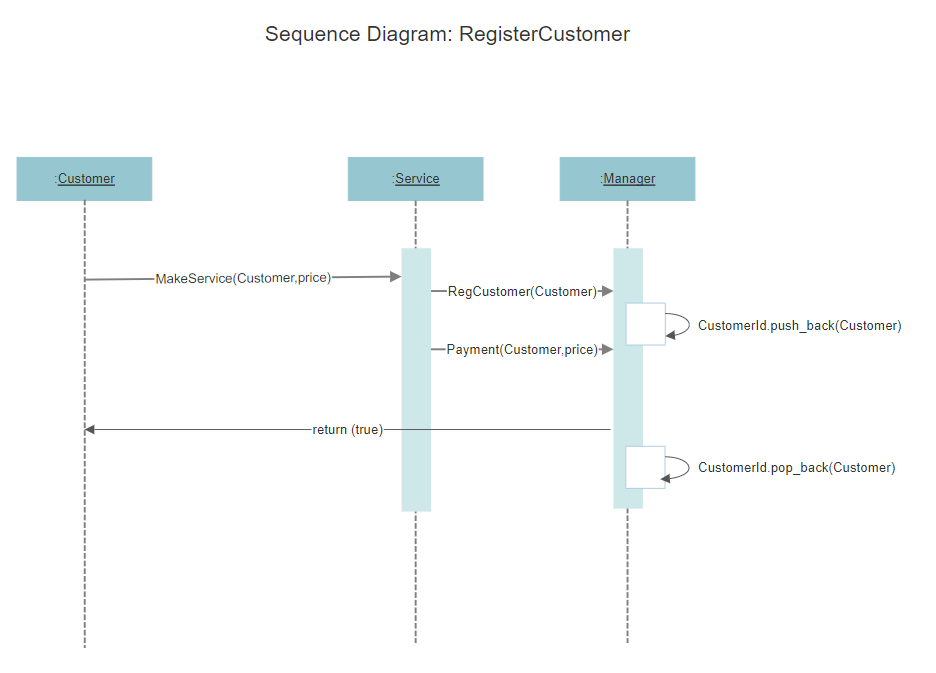 Sequence Diagram: RegisterCustomer
:Customer
:Service
:Manager
MakeService(Customer,price)
RegCustomer(Customer)
CustomerId.push_back(Customer)
Payment(Customer,price)
return (true)
CustomerId.pop_back(Customer)